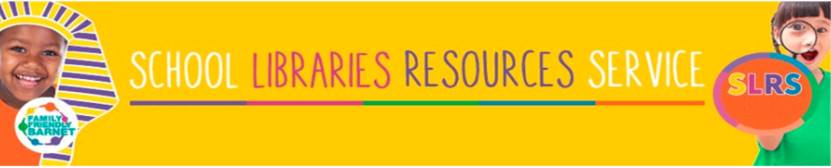 SCHOOL LIBRARIES RESOURCES SERVICE
SLRS
FAMILY
FRIENDLY
BARNET